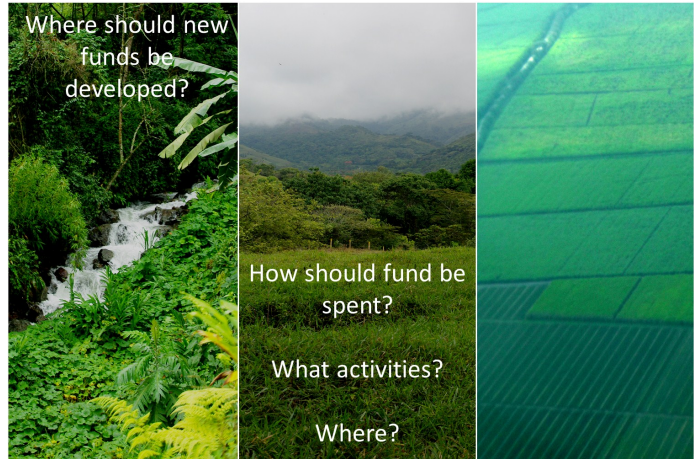 Where should new
funds be
developed?
How should fund be
spent?
What activities?
Where?